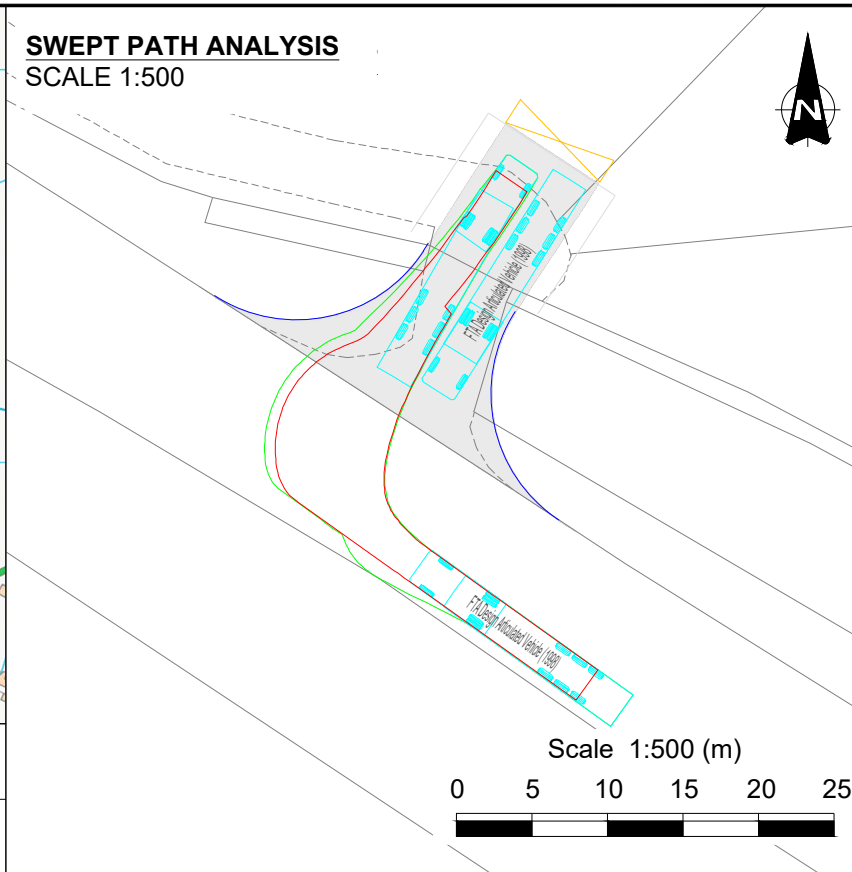 SWEPT PATH ANALYSIS
SCALE 1:500
N
FTA Design Articulated Vehicle (1998)
FTA Design Articulated Vehicle (1998)
Scale 1:500 (m)
0 5 10 15 20 25